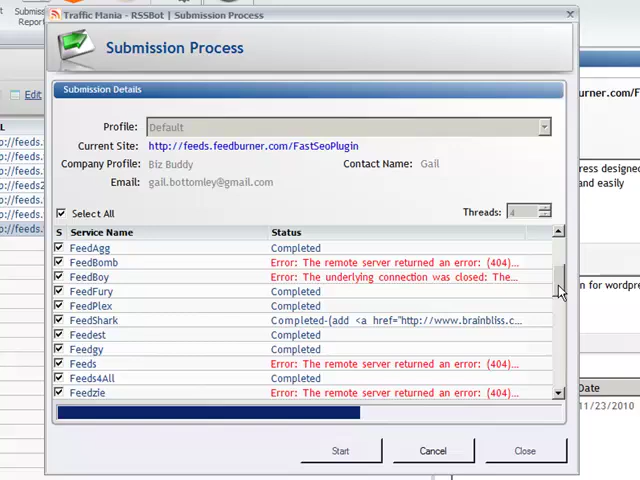 Submiss
Report
Traffic Mania - RSSBot | Submission Process
Submission Process
Submission Details
Edit
Profile: Default
Current Site: http://feeds.feedburner.com/FastSeoPlugin
Company Profile: Biz Buddy Contact Name: Gail
Email: gail.bottomley@gmail.com
Select All Threads: 4
S Service Name Status
FeedAgg Completed
FeedBomb Error: The remote server returned an error: (404)...
FeedBoy Error: The underlying connection was closed: The...
FeedFury Completed
FeedPlex Completed
FeedShark Completed-(add <a href="http://www.brainbliss.c...
Feedest Completed
Feedgy Completed
Feeds Error: The remote server returned an error: (404)...
Feeds4All Completed
Feedzie Error: The remote server returned an error: (404)...
Start Cancel Close
L
p://feeds.
p://feeds.
p://feeds.
p://feeds2
p://feeds.
p://feeds.
p://feeds.
urner.com/F
ress designed
and easily
n for wordpre
Date
11/23/2010